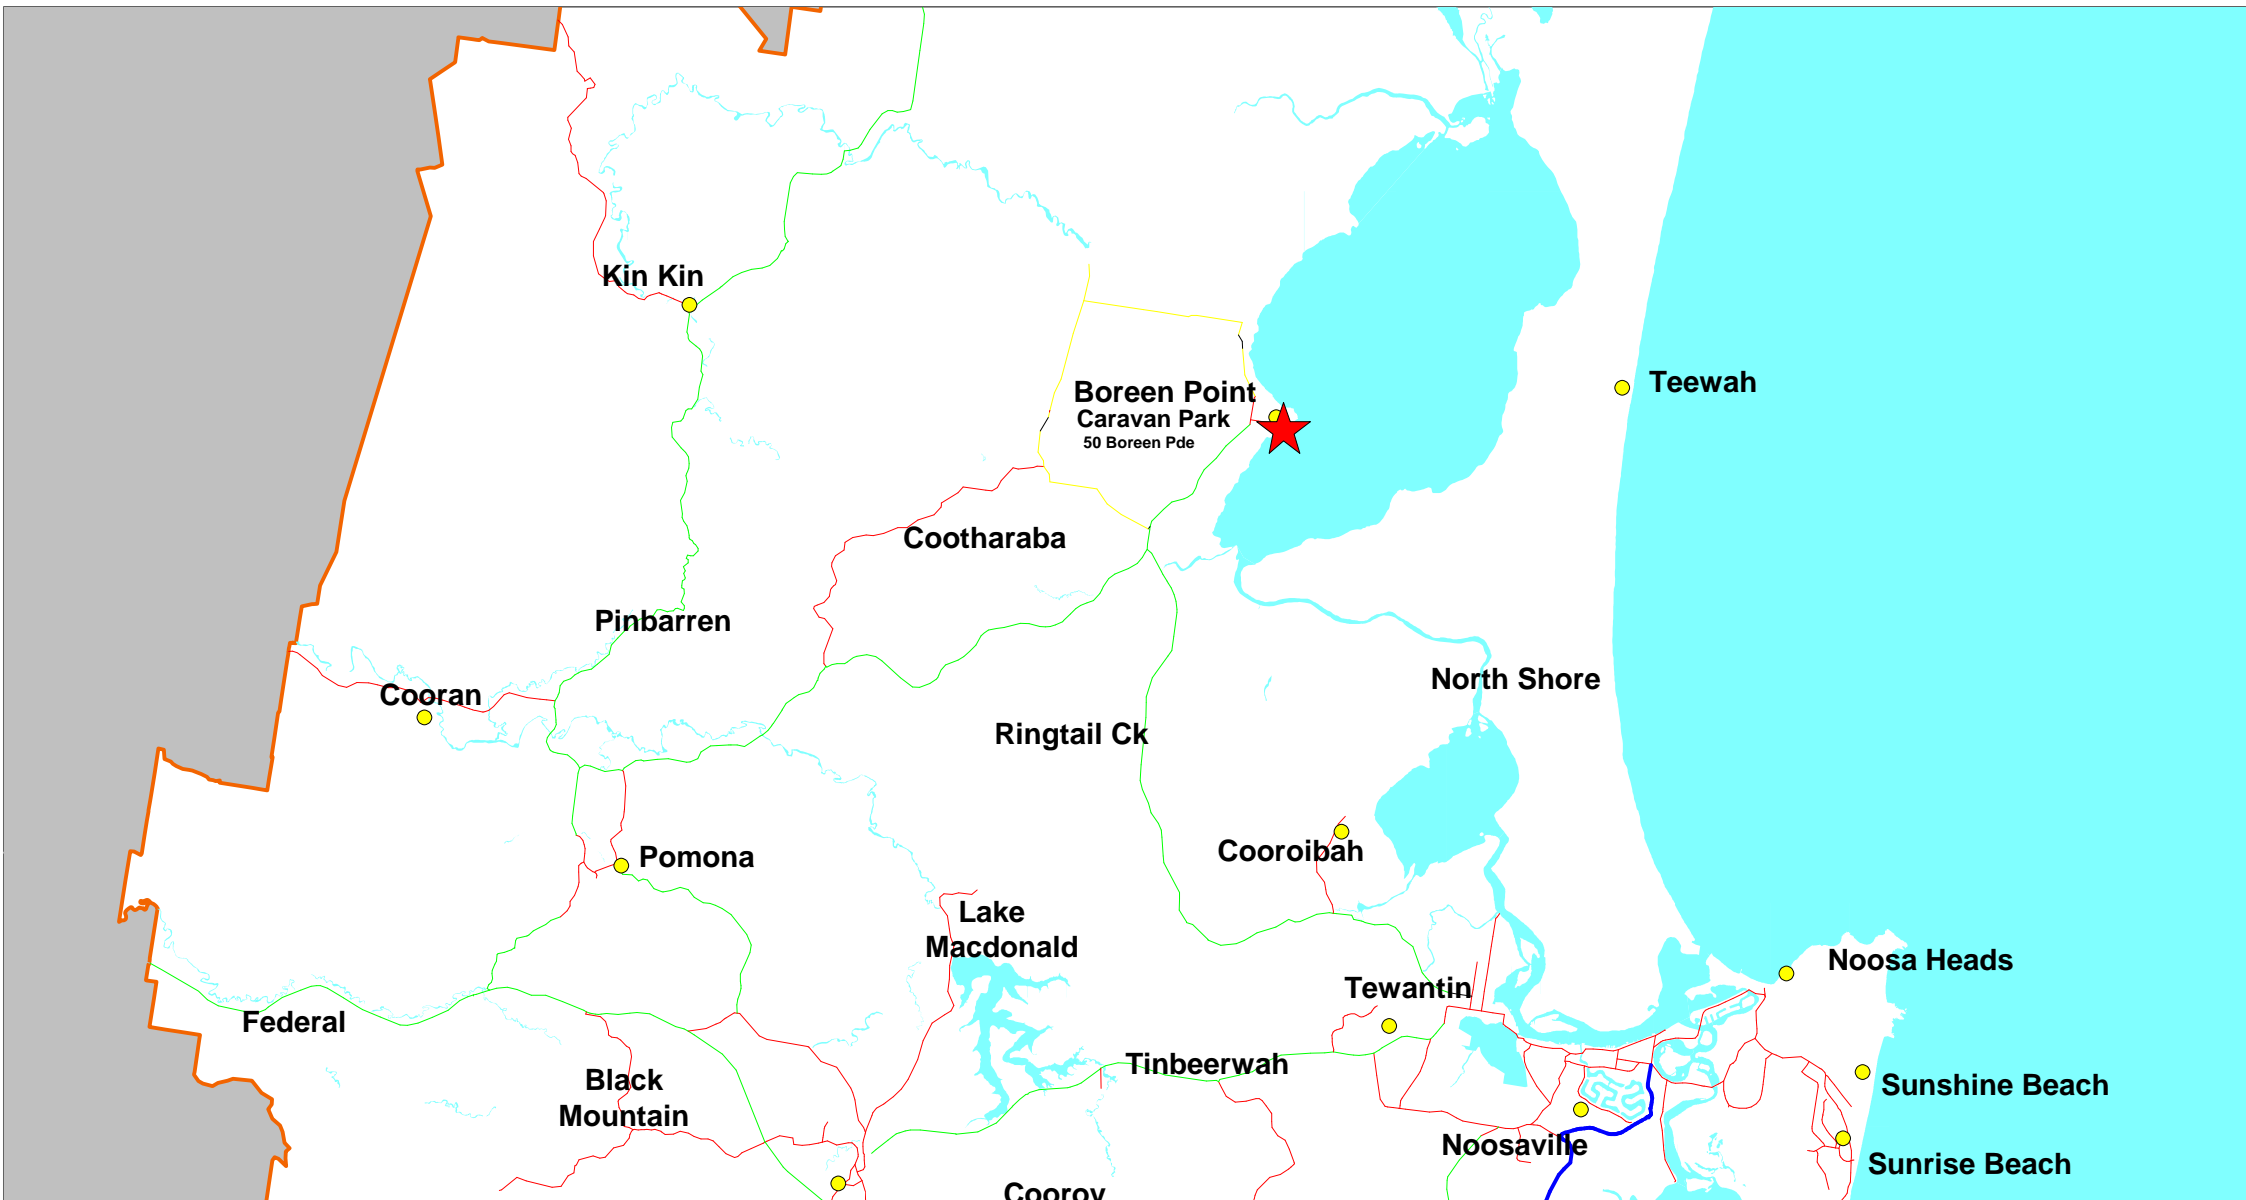 Kin Kin
Teewah
Boreen Point
Caravan Park
50 Boreen Pde
Cootharaba
Pinbarren
North Shore
Cooran
Ringtail Ck
Cooroibah
Pomona
Lake
Macdonald
Noosa Heads
Tewantin
Federal
Tinbeerwah
Black
Mountain
Sunshine Beach
Noosaville
Sunrise Beach
Cooroy